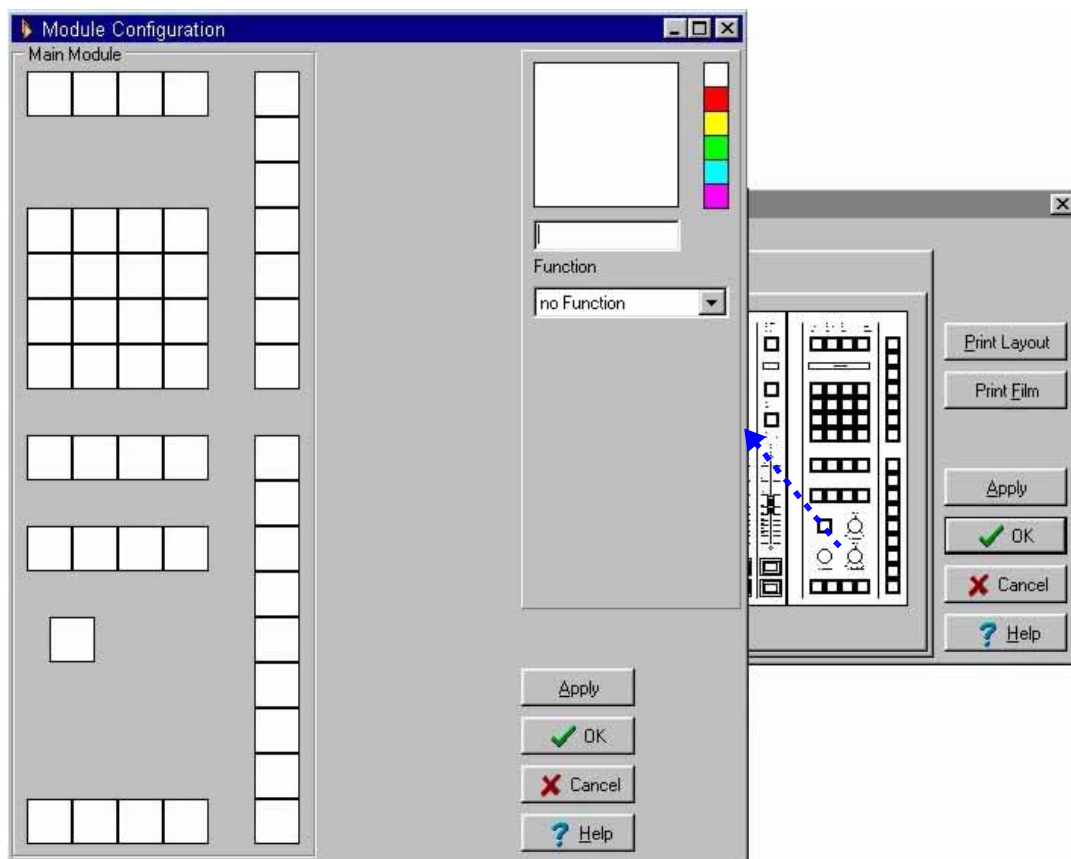 Module Configuration
Main Module
Function
no Function
Apply
OK
Cancel
Help
Print Layout
Print Film
Apply
OK
Cancel
Help